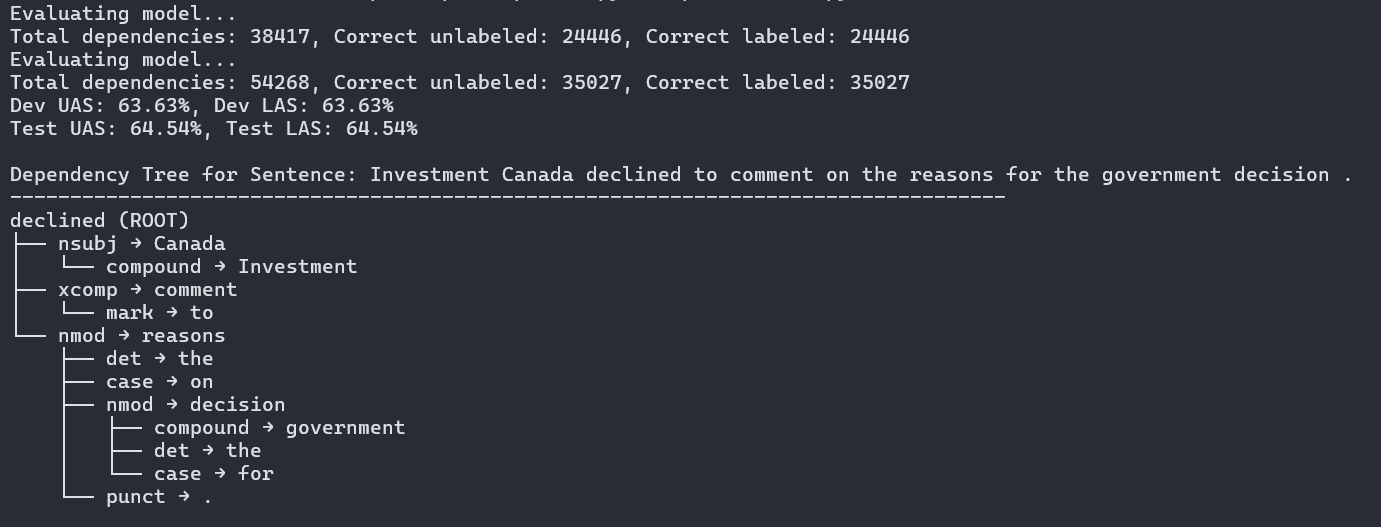 Evaluating model...
Total dependencies: 38417, Correct unlabeled: 24446, Correct labeled: 24446
Evaluating model...
Total dependencies: 54268, Correct unlabeled: 35027, Correct labeled: 35027
Dev UAS: 63.63%, Dev LAS: 63.63%
Test UAS: 64.54%, Test LAS: 64.54%
Dependency Tree for Sentence: Investment Canada declined to comment on the reasons for the government decision .
-----------------------------------------------------------------------------------
declined (ROOT)
├── nsubj → Canada
│   └── compound → Investment
├── xcomp → comment
│   └── mark → to
└── nmod → reasons
    ├── det → the
    ├── case → on
    ├── nmod → decision
    │   ├── compound → government
    │   ├── det → the
    │   └── case → for
    └── punct → .